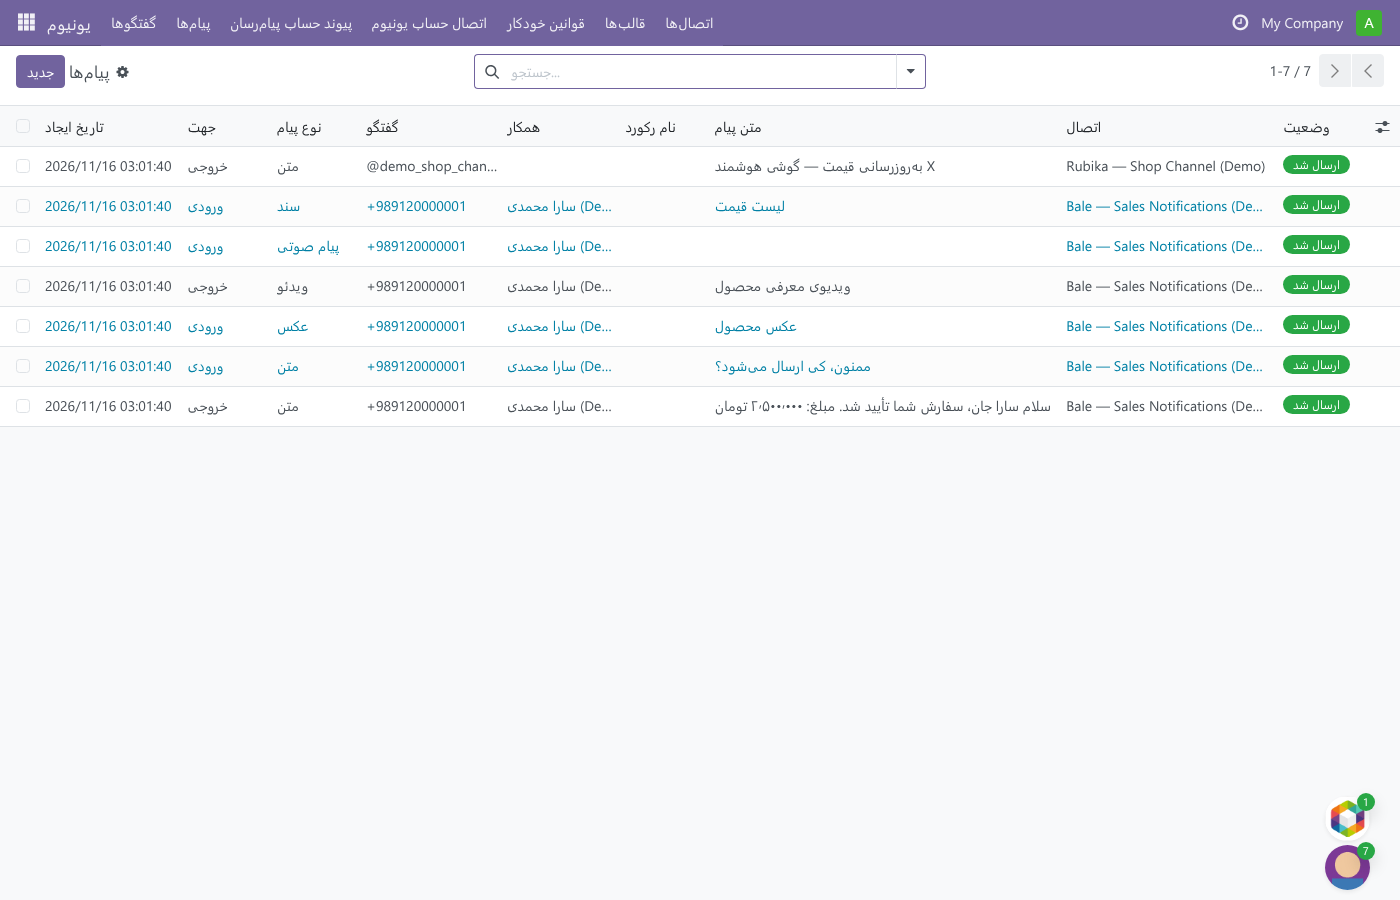 یونیوم گفتگوها پیام‌ها پیوند حساب پیام‌رسان اتصال حساب یونیوم قوانین خودکار قالب‌ها اتصال‌ها My Company A
جدید پیام‌ها جستجو... 1-7 / 7
تاریخ ایجاد جهت نوع پیام گفتگو همکار نام رکورد متن پیام اتصال وضعیت
2026/11/16 03:01:40 خروجی متن @demo_shop_chan... به‌روزرسانی قیمت — گوشی هوشمند X Rubika — Shop Channel (Demo) ارسال شد
2026/11/16 03:01:40 ورودی سند +989120000001 سارا محمدی (De... لیست قیمت Bale — Sales Notifications (De... ارسال شد
2026/11/16 03:01:40 ورودی پیام صوتی +989120000001 سارا محمدی (De... Bale — Sales Notifications (De... ارسال شد
2026/11/16 03:01:40 خروجی ویدئو +989120000001 سارا محمدی (De... ویدیوی معرفی محصول Bale — Sales Notifications (De... ارسال شد
2026/11/16 03:01:40 ورودی عکس +989120000001 سارا محمدی (De... عکس محصول Bale — Sales Notifications (De... ارسال شد
2026/11/16 03:01:40 ورودی متن +989120000001 سارا محمدی (De... ممنون، کی ارسال می‌شود؟ Bale — Sales Notifications (De... ارسال شد
2026/11/16 03:01:40 خروجی متن +989120000001 سارا محمدی (De... سلام سارا جان، سفارش شما تأیید شد. مبلغ: ۲٬۵۰۰٬۰۰۰ تومان Bale — Sales Notifications (De... ارسال شد
1
7